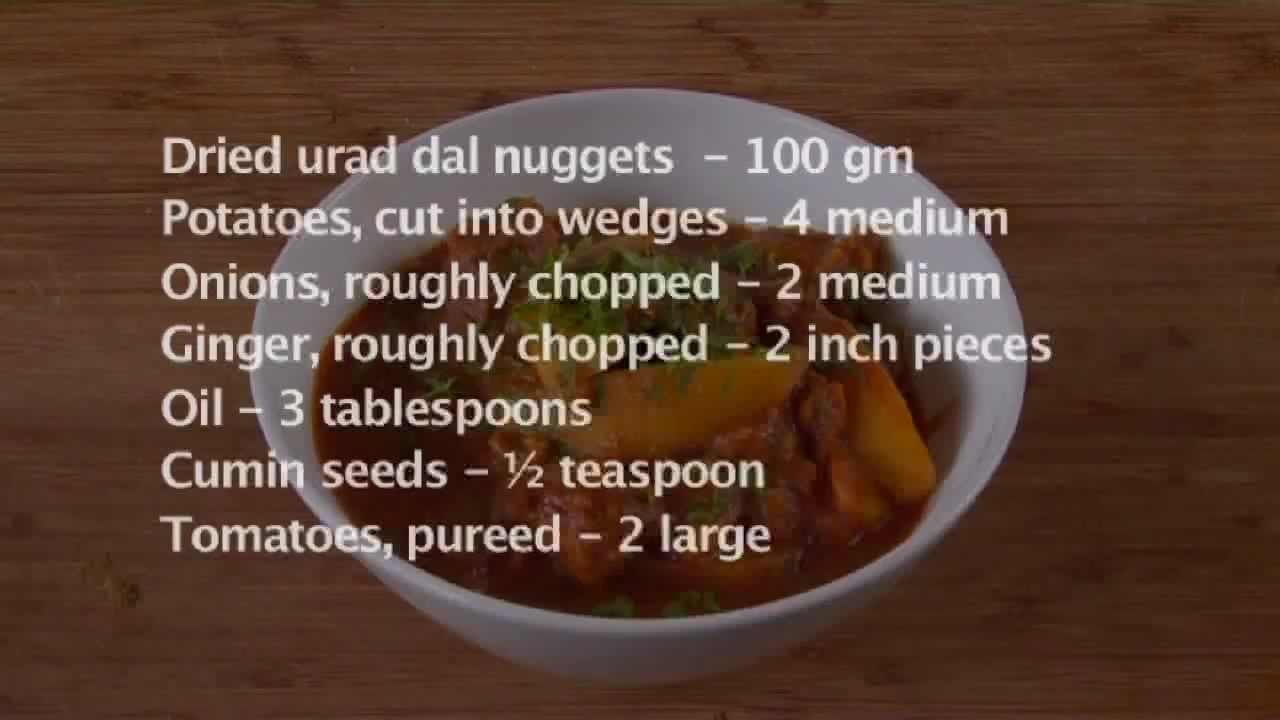 Dried urad dal nuggets – 100 gm
Potatoes, cut into wedges – 4 medium
Onions, roughly chopped – 2 medium
Ginger, roughly chopped – 2 inch pieces
Oil – 3 tablespoons
Cumin seeds – ½ teaspoon
Tomatoes, pureed – 2 large